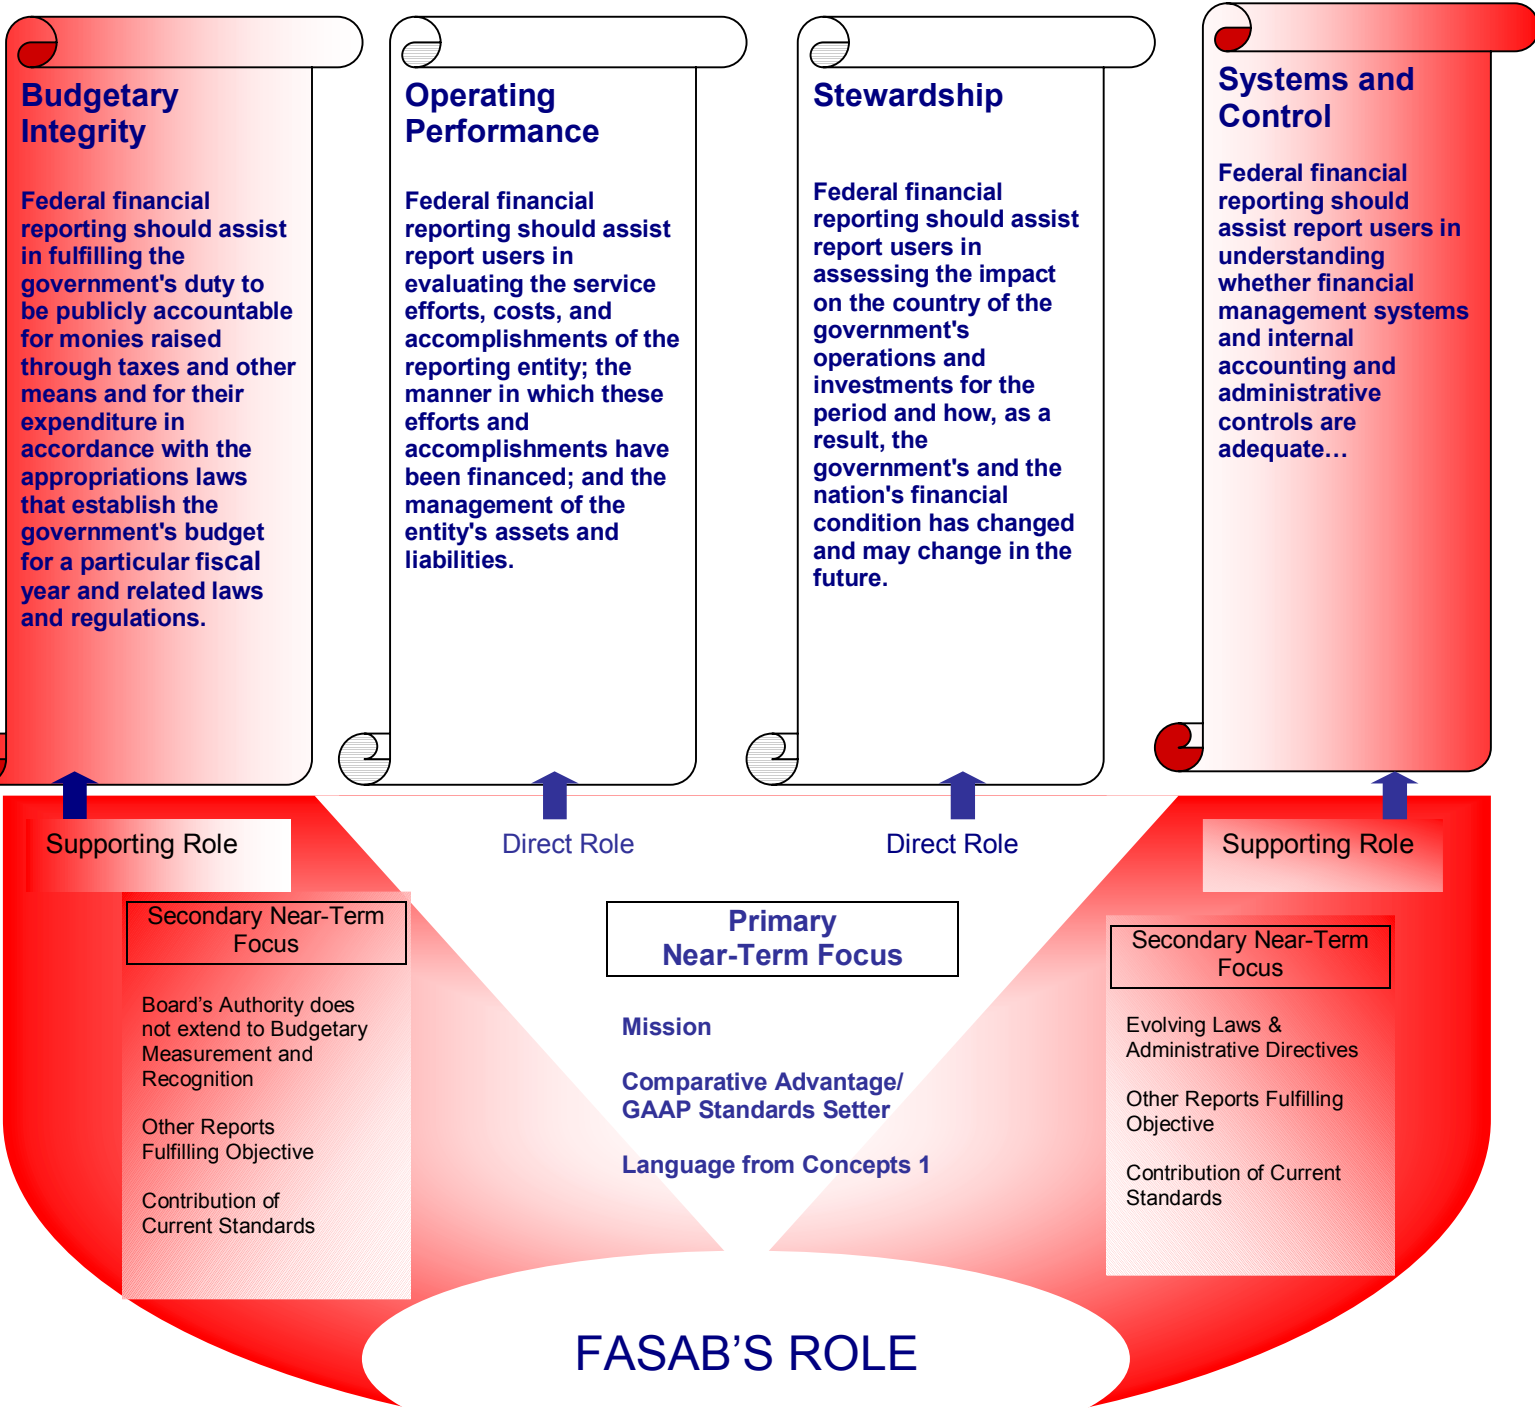 Budgetary
Integrity
Federal financial
reporting should assist
in fulfilling the
government's duty to
be publicly accountable
for monies raised
through taxes and other
means and for their
expenditure in
accordance with the
appropriations laws
that establish the
government's budget
for a particular fiscal
year and related laws
and regulations.
Operating
Performance
Federal financial
reporting should assist
report users in
evaluating the service
efforts, costs, and
accomplishments of the
reporting entity; the
manner in which these
efforts and
accomplishments have
been financed; and the
management of the
entity's assets and
liabilities.
Stewardship
Federal financial
reporting should assist
report users in
assessing the impact
on the country of the
government's
operations and
investments for the
period and how, as a
result, the
government's and the
nation's financial
condition has changed
and may change in the
future.
Systems and
Control
Federal financial
reporting should
assist report users in
understanding
whether financial
management systems
and internal
accounting and
administrative
controls are
adequate…
Supporting Role
Direct Role
Direct Role
Supporting Role
Secondary Near-Term
Focus
Board’s Authority does
not extend to Budgetary
Measurement and
Recognition
Other Reports
Fulfilling Objective
Contribution of
Current Standards
Primary
Near-Term Focus
Mission
Comparative Advantage/
GAAP Standards Setter
Language from Concepts 1
Secondary Near-Term
Focus
Evolving Laws &
Administrative Directives
Other Reports Fulfilling
Objective
Contribution of Current
Standards
FASAB’S ROLE